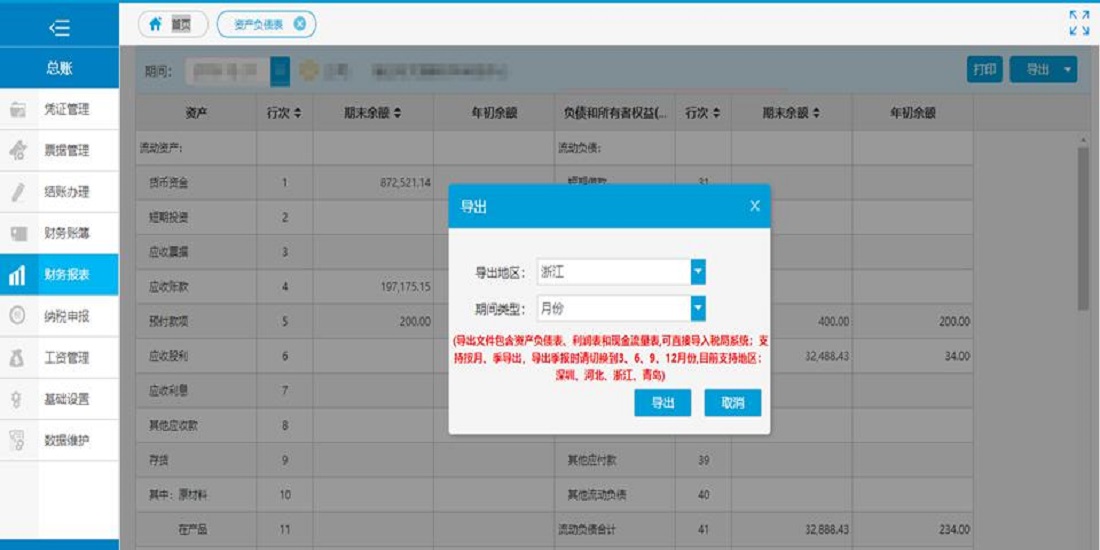 首页 资产负债表
总账
期间: 打印 导出
凭证管理
票据管理
结账办理
财务账簿
财务报表
纳税申报
工资管理
基础设置
数据维护
资产 行次 期末余额 年初余额 负债和所有者权益(... 行次 期末余额 年初余额
流动资产: 流动负债:
货币资金 1 872,521.14 短期借款 31
短期投资 2
应收票据 3
应收账款 4 197,175.15
预付款项 5 200.00 400.00 200.00
应收股利 6 32,488.43 34.00
应收利息 7
其他应收款 8
存货 9 其他应付款 39
其中: 原材料 10 其他流动负债 40
在产品 11 流动负债合计 41 32,888.43 234.00
导出 X
导出地区: 浙江
期间类型: 月份
(导出文件包含资产负债表、利润表和现金流量表,可直接导入税局系统; 支
持按月、季导出, 导出季报时请切换到3、6、9、12月份,目前支持地区:
深圳、河北、浙江、青岛)
导出 取消